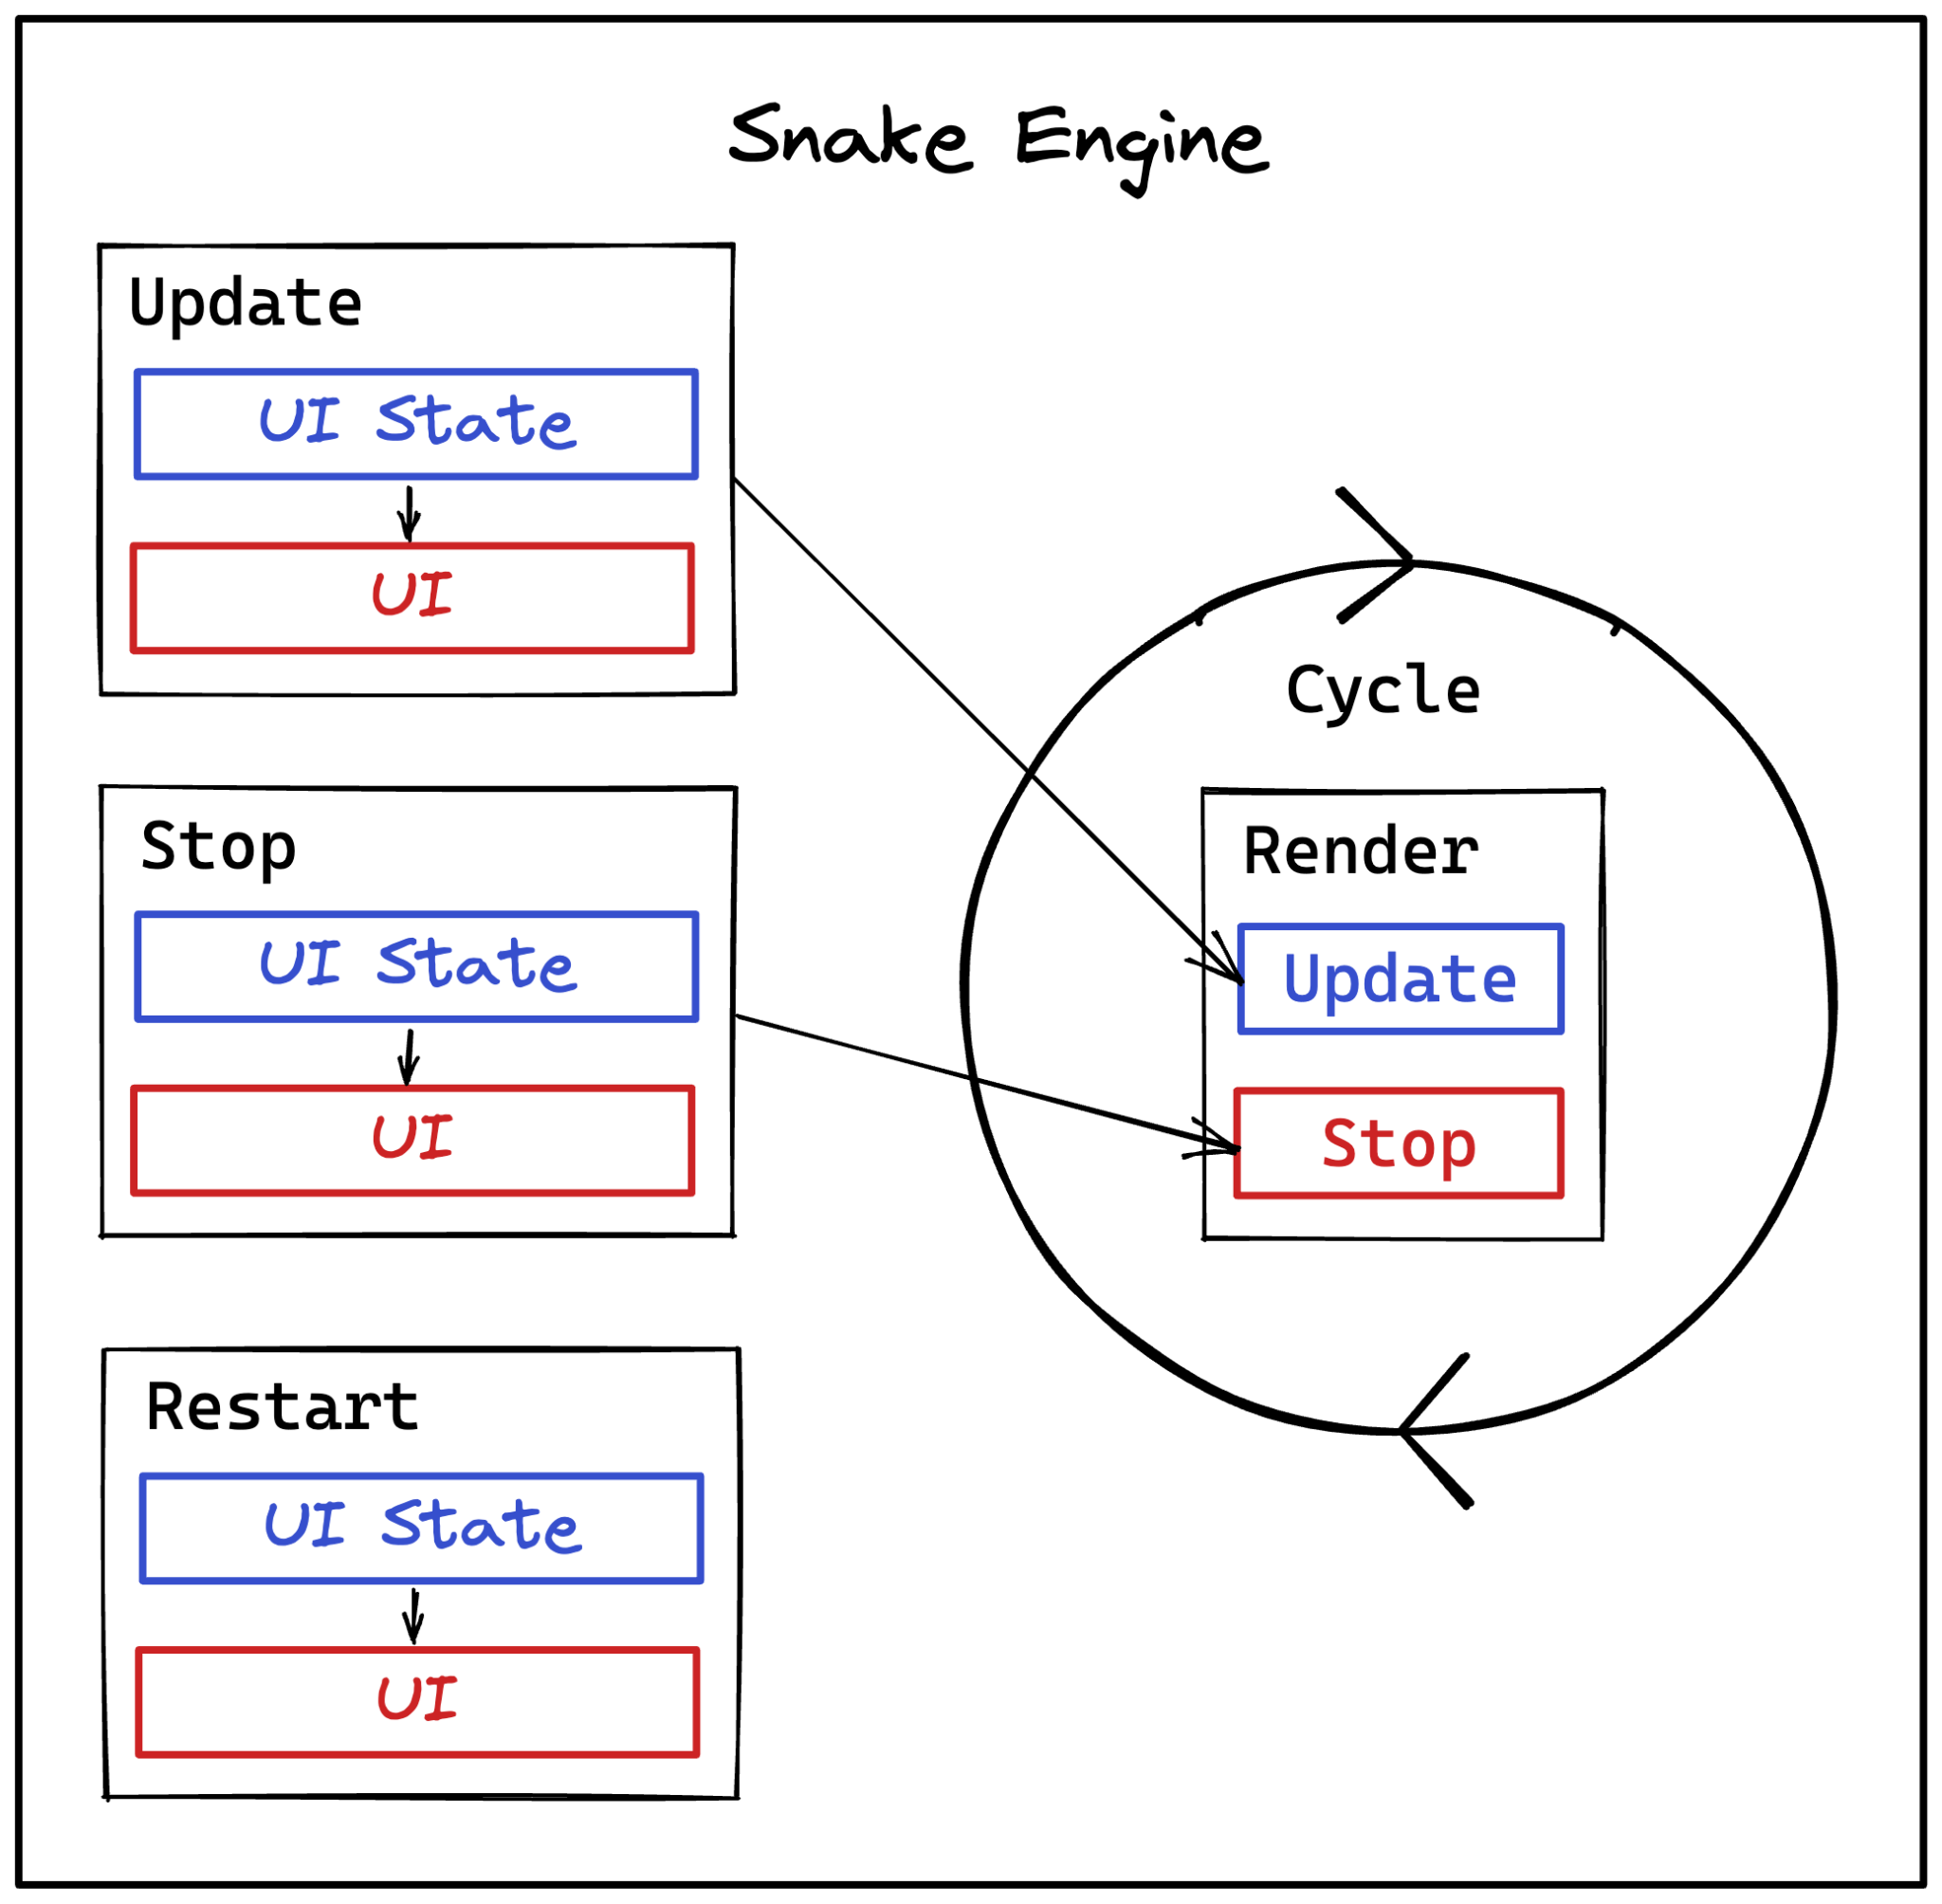 Snake Engine
Update
UI State
UI
Stop
UI State
UI
Restart
UI State
UI
Cycle
Render
Update
Stop